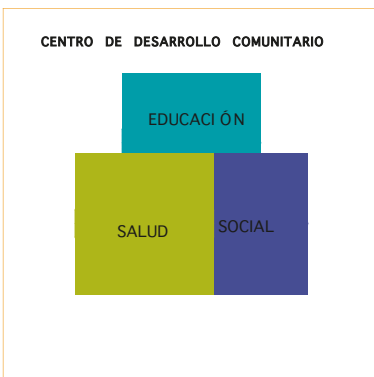 CENTRO DE DESARROLLO COMUNITARIO
EDUCACIÓN
SALUD
SOCIAL